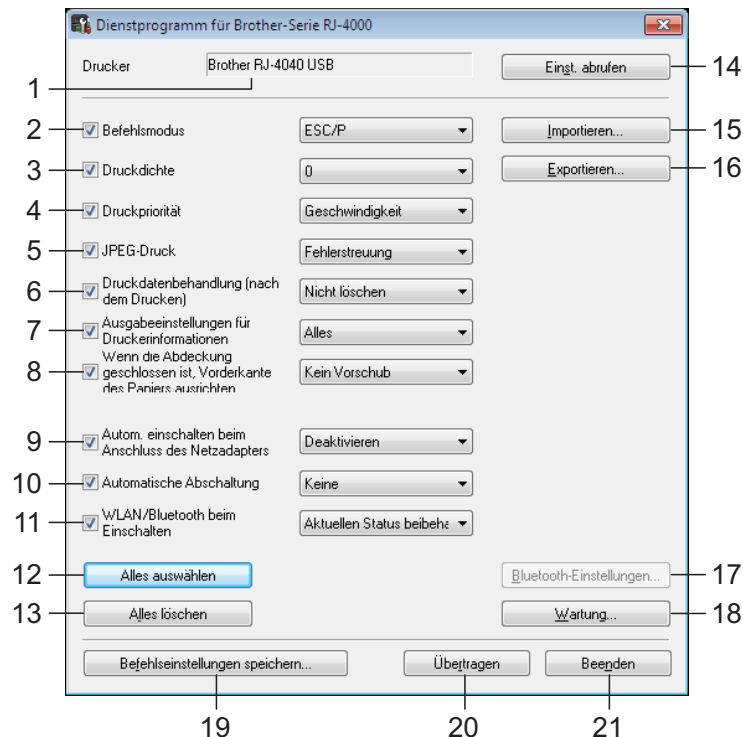 Dienstprogramm für Brother-Serie RJ-4000
Drucker Brother RJ-4040 USB Einst. abrufen 14
1
2 Befehlsmodus ESC/P Importieren... 15
3 Druckdichte 0 Exportieren... 16
4 Druckpriorität Geschwindigkeit
5 JPEG-Druck Fehlerstreuung
6 Druckdatenbehandlung (nach
dem Drucken) Nicht löschen
7 Ausgabeeinstellungen für
Druckerinformationen Alles
Wenn die Abdeckung
8 geschlossen ist, Vorderkante Kein Vorschub
des Papiers ausrichten
9 Autom. einschalten beim
Anschluss des Netzadapters Deaktivieren
10 Automatische Abschaltung Keine
11 WLAN/Bluetooth beim
Einschalten Aktuellen Status beibeha
12 Alles auswählen Bluetooth-Einstellungen... 17
13 Alles löschen Wartung... 18
Befehlseinstellungen speichern... Übertragen Beenden
19 20 21